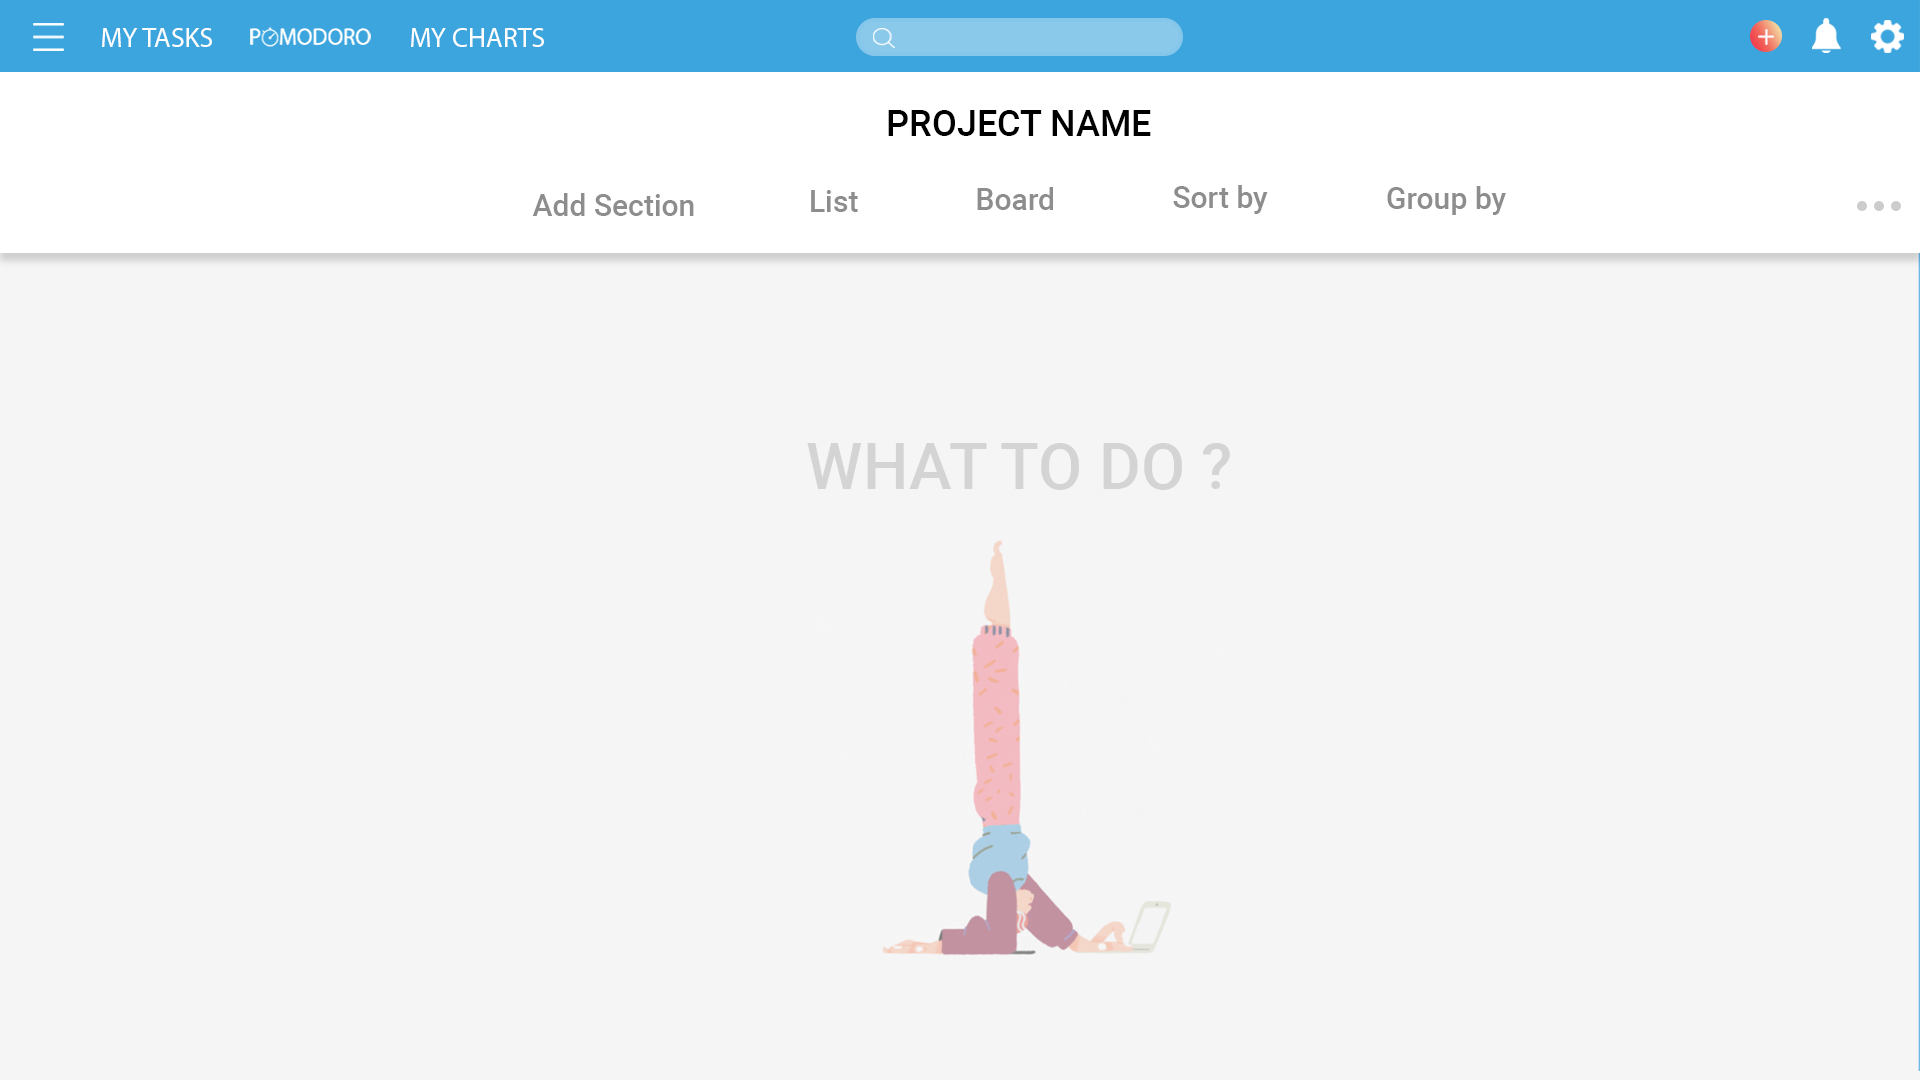 MY TASKS POMODORO MY CHARTS
PROJECT NAME
Add Section List Board Sort by Group by
WHAT TO DO ?